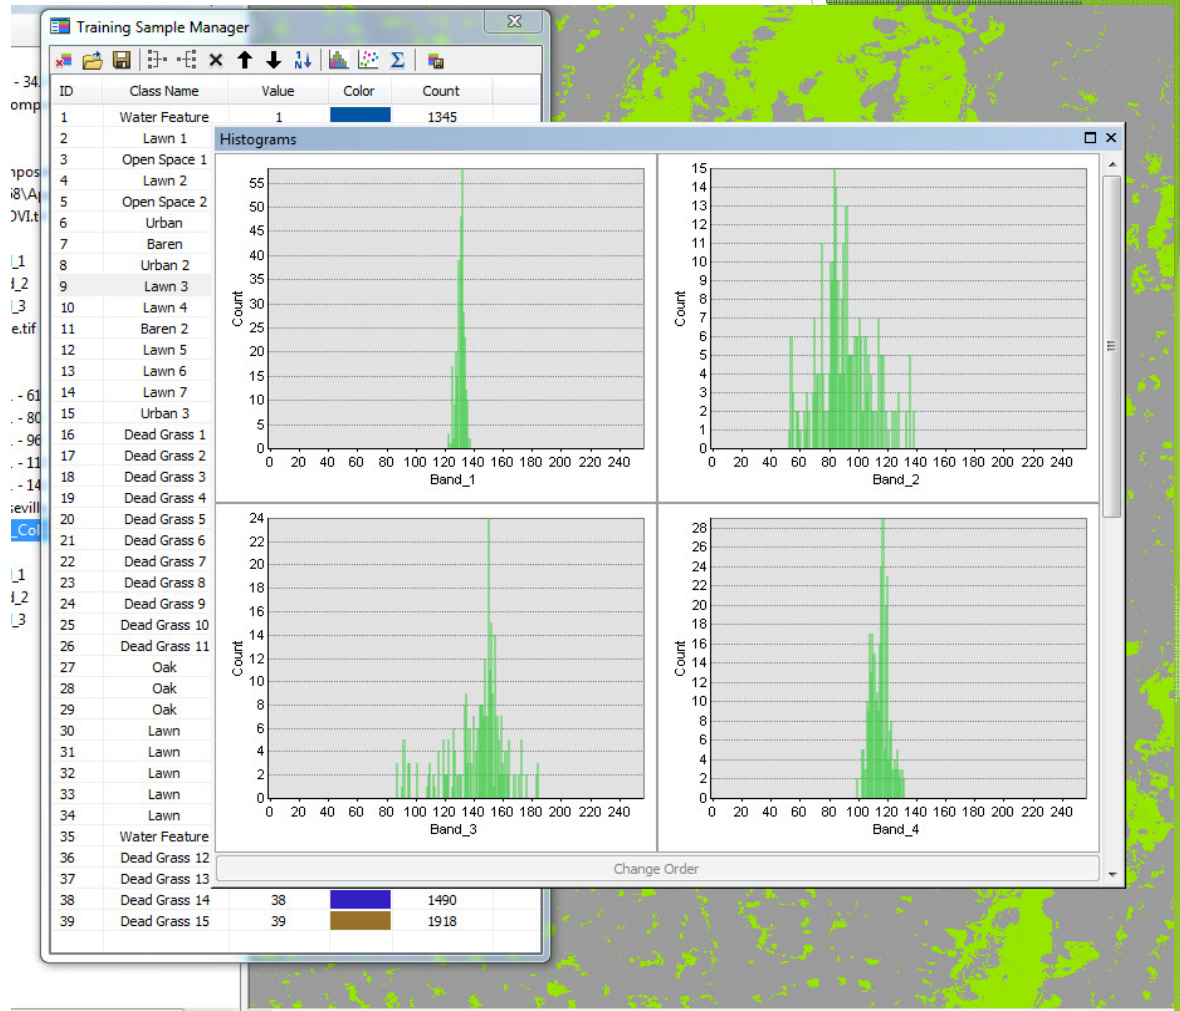 Training Sample Manager
ID Class Name Value Color Count
1 Water Feature 1 1345
2 Lawn 1
3 Open Space 1
4 Lawn 2
5 Open Space 2
6 Urban
7 Baren
8 Urban 2
9 Lawn 3
10 Lawn 4
11 Baren 2
12 Lawn 5
13 Lawn 6
14 Lawn 7
15 Urban 3
16 Dead Grass 1
17 Dead Grass 2
18 Dead Grass 3
19 Dead Grass 4
20 Dead Grass 5
21 Dead Grass 6
22 Dead Grass 7
23 Dead Grass 8
24 Dead Grass 9
25 Dead Grass 10
26 Dead Grass 11
27 Oak
28 Oak
29 Oak
30 Lawn
31 Lawn
32 Lawn
33 Lawn
34 Lawn
35 Water Feature
36 Dead Grass 12
37 Dead Grass 13
38 Dead Grass 14 38 1490
39 Dead Grass 15 39 1918
Histograms
55
50
45
40
35
30
25
20
15
10
5
0
Count
0 20 40 60 80 100 120 140 160 180 200 220 240
Band_1
15
14
13
12
11
10
9
8
7
6
5
4
3
2
1
0
Count
0 20 40 60 80 100 120 140 160 180 200 220 240
Band_2
24
22
20
18
16
14
12
10
8
6
4
2
0
Count
0 20 40 60 80 100 120 140 160 180 200 220 240
Band_3
28
26
24
22
20
18
16
14
12
10
8
6
4
2
0
Count
0 20 40 60 80 100 120 140 160 180 200 220 240
Band_4
Change Order